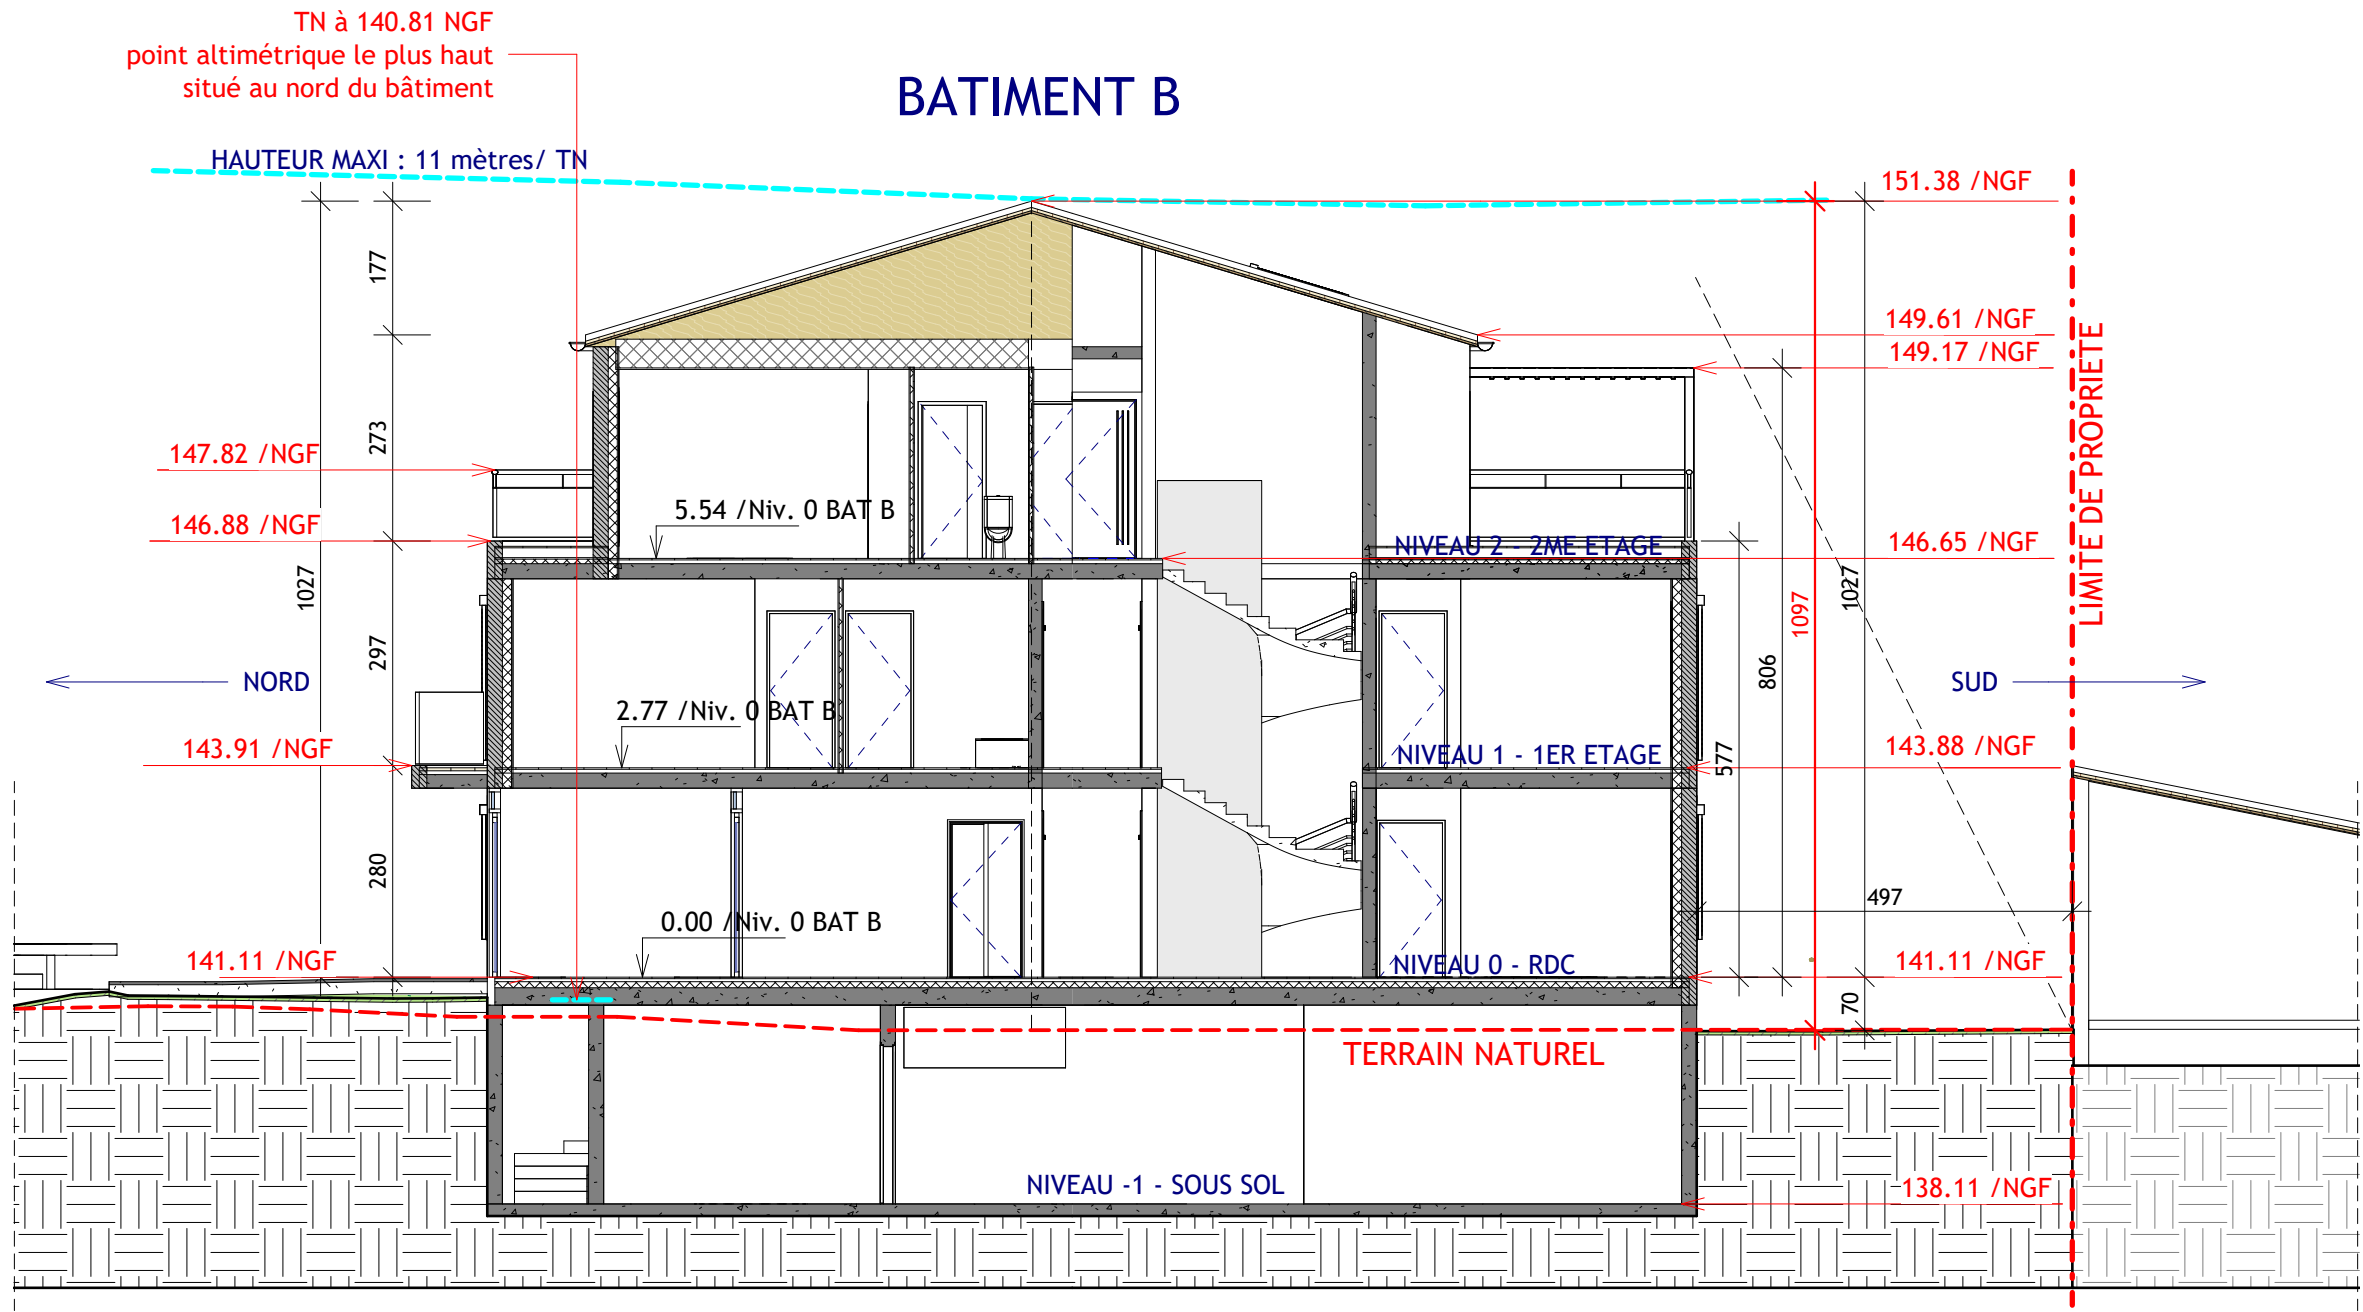 TN à 140.81 NGF
point altimétrique le plus haut
situé au nord du bâtiment
BATIMENT B
HAUTEUR MAXI : 11 mètres/ TN
151.38 /NGF
177
149.61 /NGF
149.17 /NGF
LIMITE DE PROPRIETE
273
147.82 /NGF
5.54 /Niv. 0 BAT B
146.88 /NGF
NIVEAU 2 - 2ME ETAGE
146.65 /NGF
1027
1097
1027
297
806
NORD
SUD
2.77 /Niv. 0 BAT B
143.91 /NGF
NIVEAU 1 - 1ER ETAGE
577
143.88 /NGF
280
497
0.00 /Niv. 0 BAT B
141.11 /NGF
NIVEAU 0 - RDC
141.11 /NGF
70
TERRAIN NATUREL
NIVEAU -1 - SOUS SOL
138.11 /NGF